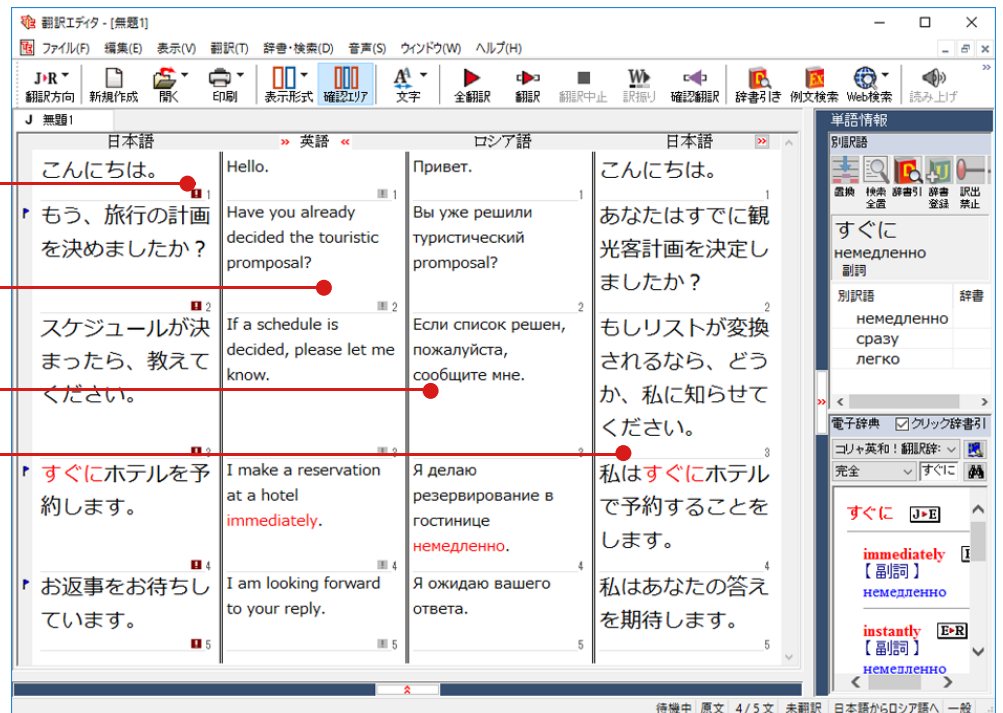 翻訳エディタ - [無題1]
ファイル(F) 編集(E) 表示(V) 翻訳(T) 辞書・検索(D) 音声(S) ウィンドウ(W) ヘルプ(H)
J▸R
翻訳方向 新規作成 開く 印刷 表示形式 確認エリア 文字 全翻訳 翻訳 翻訳中止 訳振り 確認翻訳 辞書引き 例文検索 Web検索 読み上げ
J 無題1
日本語 » 英語 « ロシア語 日本語 »
こんにちは。
1
Hello.
1
Привет.
1
こんにちは。
1
もう、旅行の計画
を決めましたか？
2
Have you already
decided the touristic
promposal?
2
Вы уже решили
туристический
promposal?
2
あなたはすでに観
光客計画を決定し
ましたか？
2
スケジュールが決
まったら、教えて
ください。
3
If a schedule is
decided, please let me
know.
3
Если список решен,
пожалуйста,
сообщите мне.
3
もしリストが変換
されるなら、どう
か、私に知らせて
ください。
3
すぐにホテルを予
約します。
4
I make a reservation
at a hotel
immediately.
4
Я делаю
резервирование в
гостинице
немедленно.
4
私はすぐにホテル
で予約することを
します。
4
お返事をお待ちし
ています。
5
I am looking forward
to your reply.
5
Я ожидаю вашего
ответа.
5
私はあなたの答え
を期待します。
5
単語情報
別訳語
置換 検索 辞書引 辞書 訳出
全置 登録 禁止
すぐに
немедленно
副詞
別訳語 辞書
немедленно
сразу
легко
電子辞典 クリック辞書引
コリャ英和！翻訳辞
完全 すぐに
すぐに J▸E
immediately
【 副詞 】
немедленно
instantly E▸R
【 副詞 】
немедленно
待機中 原文 4/5文 未翻訳 日本語からロシア語へ 一般